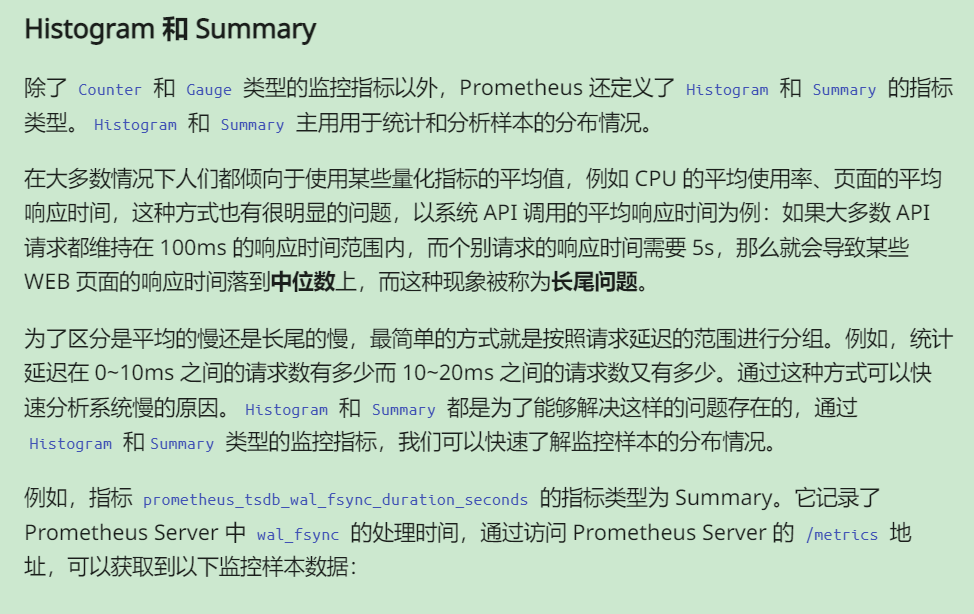 Histogram 和 Summary
除了 Counter 和 Gauge 类型的监控指标以外，Prometheus 还定义了 Histogram 和 Summary 的指标
类型。 Histogram 和 Summary 主用用于统计和分析样本的分布情况。
在大多数情况下人们都倾向于使用某些量化指标的平均值，例如 CPU 的平均使用率、页面的平均
响应时间，这种方式也有很明显的问题，以系统 API 调用的平均响应时间为例：如果大多数 API
请求都维持在 100ms 的响应时间范围内，而个别请求的响应时间需要 5s，那么就会导致某些
WEB 页面的响应时间落到中位数上，而这种现象被称为长尾问题。
为了区分是平均的慢还是长尾的慢，最简单的方式就是按照请求延迟的范围进行分组。例如，统计
延迟在 0~10ms 之间的请求数有多少而 10~20ms 之间的请求数又有多少。通过这种方式可以快
速分析系统慢的原因。 Histogram 和 Summary 都是为了能够解决这样的问题存在的，通过
Histogram 和 Summary 类型的监控指标，我们可以快速了解监控样本的分布情况。
例如，指标 prometheus_tsdb_wal_fsync_duration_seconds 的指标类型为 Summary。它记录了
Prometheus Server 中 wal_fsync 的处理时间，通过访问 Prometheus Server 的 /metrics 地
址，可以获取到以下监控样本数据：